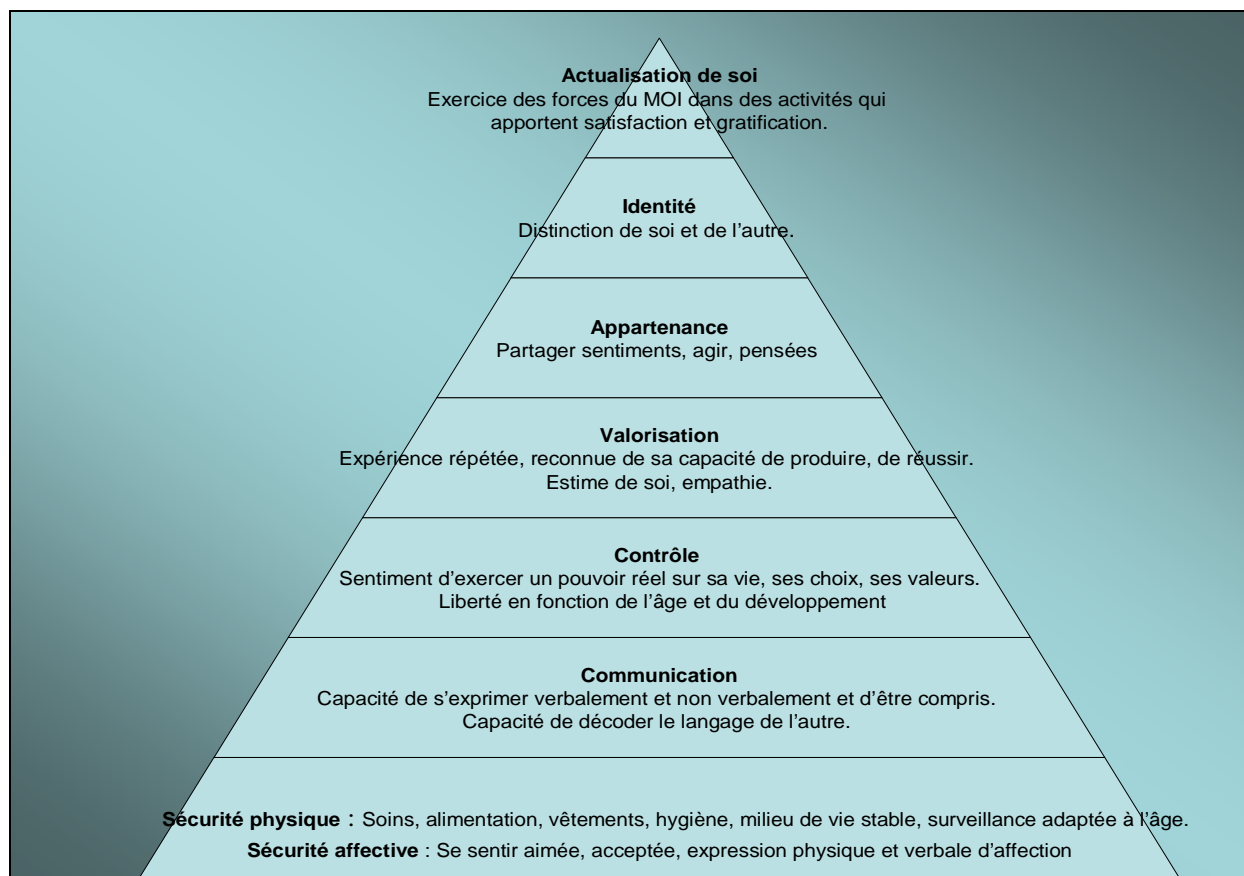 Actualisation de soi
Exercice des forces du MOI dans des activités qui
apportent satisfaction et gratification.
Identité
Distinction de soi et de l’autre.
Appartenance
Partager sentiments, agir, pensées
Valorisation
Expérience répétée, reconnue de sa capacité de produire, de réussir.
Estime de soi, empathie.
Contrôle
Sentiment d’exercer un pouvoir réel sur sa vie, ses choix, ses valeurs.
Liberté en fonction de l’âge et du développement
Communication
Capacité de s’exprimer verbalement et non verbalement et d’être compris.
Capacité de décoder le langage de l’autre.
Sécurité physique : Soins, alimentation, vêtements, hygiène, milieu de vie stable, surveillance adaptée à l’âge.
Sécurité affective : Se sentir aimée, acceptée, expression physique et verbale d’affection